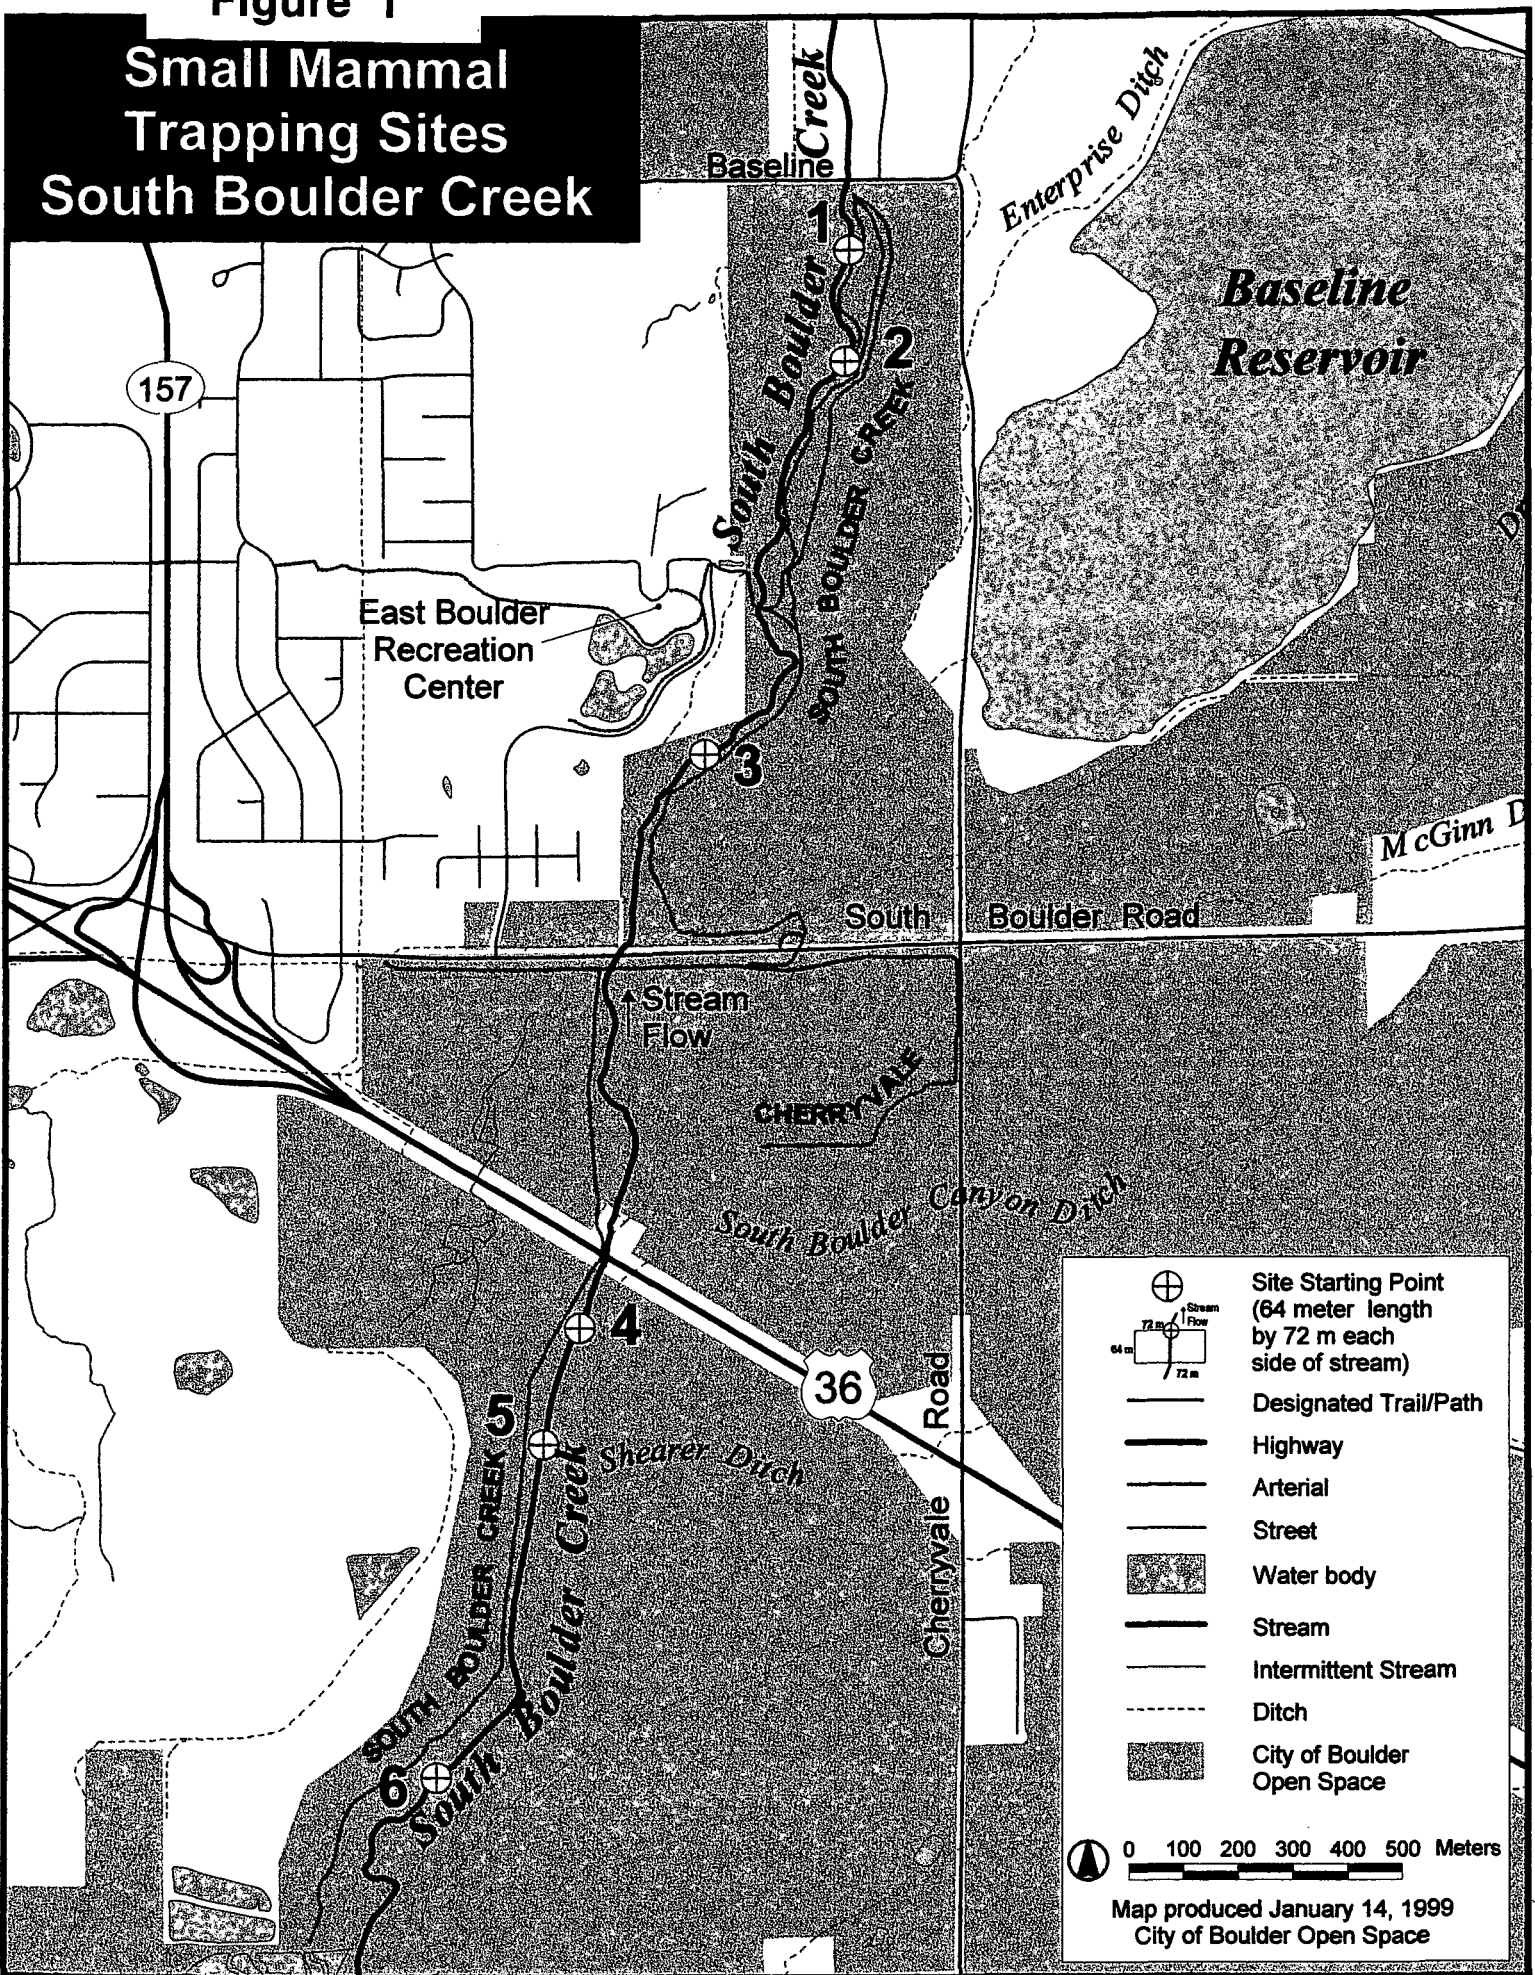 Figure 1
Small Mammal
Trapping Sites
South Boulder Creek
Creek
Baseline
Enterprise Ditch
1
Baseline
Reservoir
2
157
South Boulder
SOUTH BOULDER CREEK
East Boulder
Recreation
Center
3
McGinn D
South Boulder Road
Stream
Flow
CHERRYVALE
South Boulder Canyon Ditch
4
36
Cherryvale Road
5
Shearer Ditch
SOUTH BOULDER CREEK
South Boulder Creek
6
Site Starting Point
(64 meter length
by 72 m each
side of stream)
Stream
Flow
72 m
64 m
72 m
Designated Trail/Path
Highway
Arterial
Street
Water body
Stream
Intermittent Stream
Ditch
City of Boulder
Open Space
0 100 200 300 400 500 Meters
Map produced January 14, 1999
City of Boulder Open Space